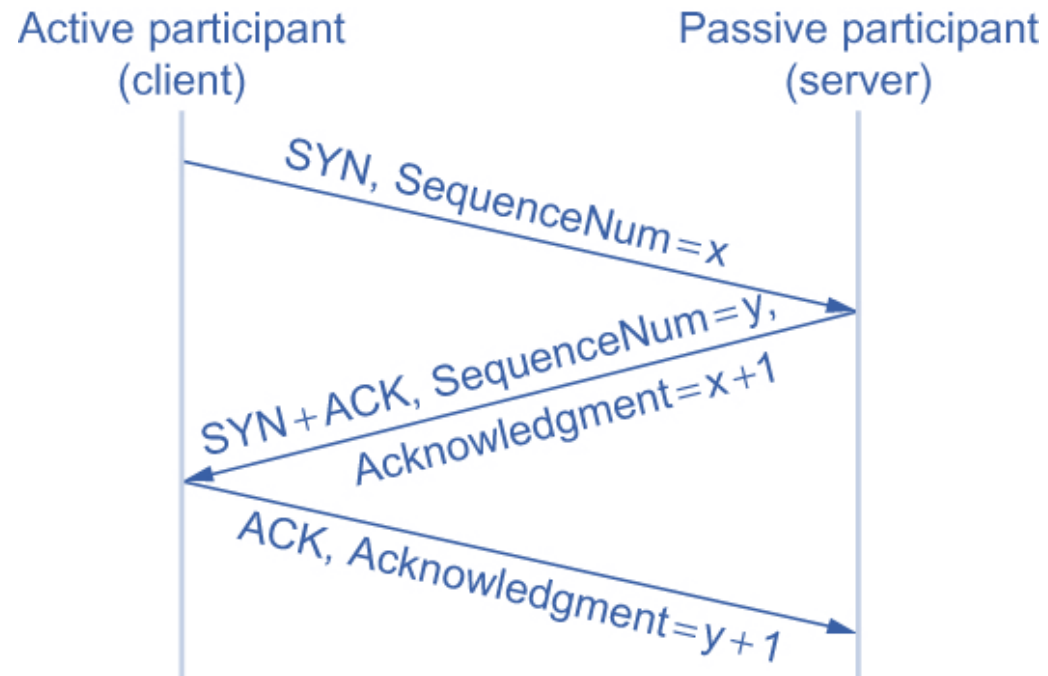 Active participant
(client)
Passive participant
(server)
SYN, SequenceNum=x
SYN+ACK, SequenceNum=y,
Acknowledgment=x+1
ACK, Acknowledgment=y+1